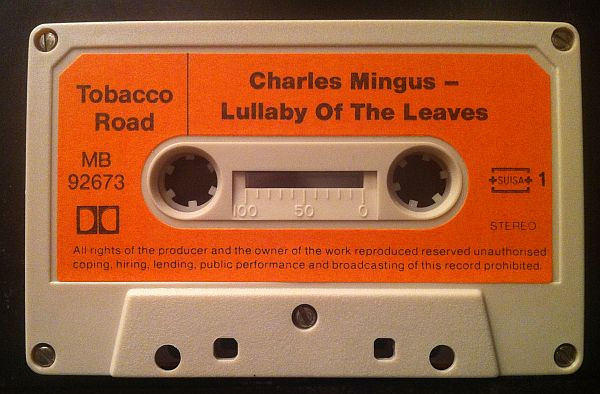 Tobacco
Road
Charles Mingus –
Lullaby Of The Leaves
MB
92673
SUISA 1
100 50 0
STEREO
All rights of the producer and the owner of the work reproduced reserved unauthorised
coping, hiring, lending, public performance and broadcasting of this record prohibited.